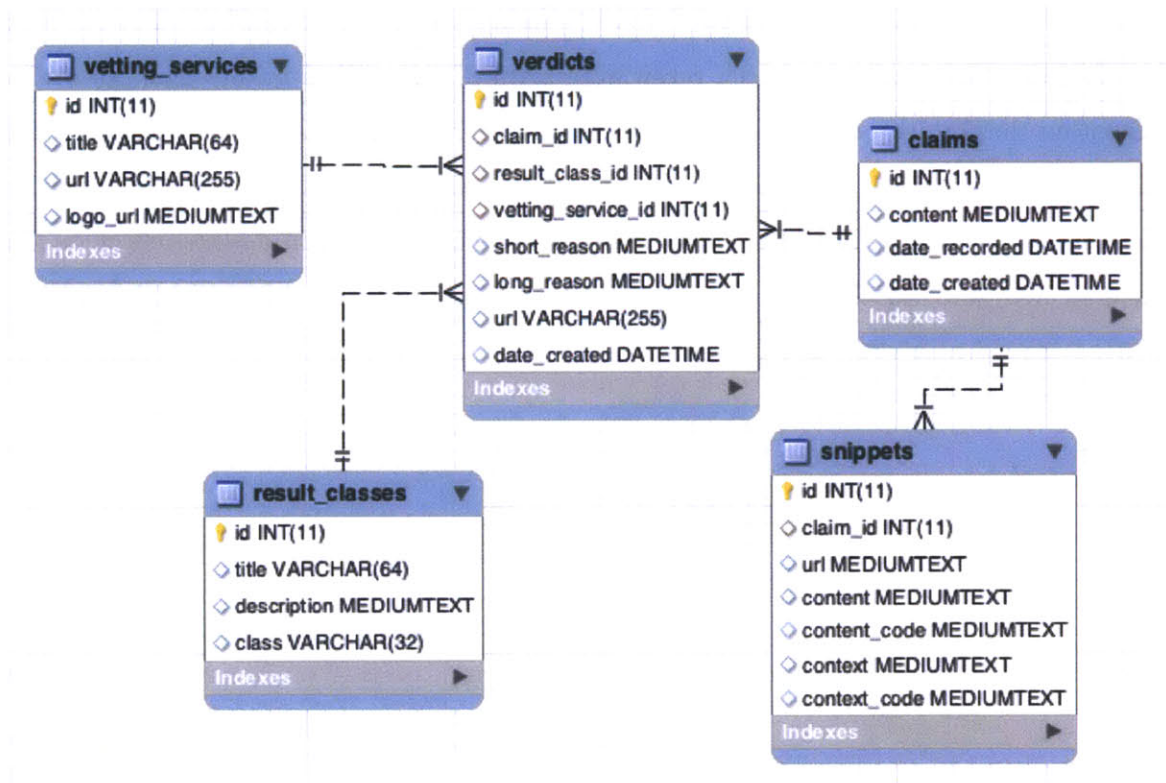 vetting_services
id INT(11)
title VARCHAR(64)
url VARCHAR(255)
logo_url MEDIUMTEXT
Indexes
verdicts
id INT(11)
claim_id INT(11)
result_class_id INT(11)
vetting_service_id INT(11)
short_reason MEDIUMTEXT
long_reason MEDIUMTEXT
url VARCHAR(255)
date_created DATETIME
Indexes
claims
id INT(11)
content MEDIUMTEXT
date_recorded DATETIME
date_created DATETIME
Indexes
result_classes
id INT(11)
title VARCHAR(64)
description MEDIUMTEXT
class VARCHAR(32)
Indexes
snippets
id INT(11)
claim_id INT(11)
url MEDIUMTEXT
content MEDIUMTEXT
content_code MEDIUMTEXT
context MEDIUMTEXT
context_code MEDIUMTEXT
Indexes